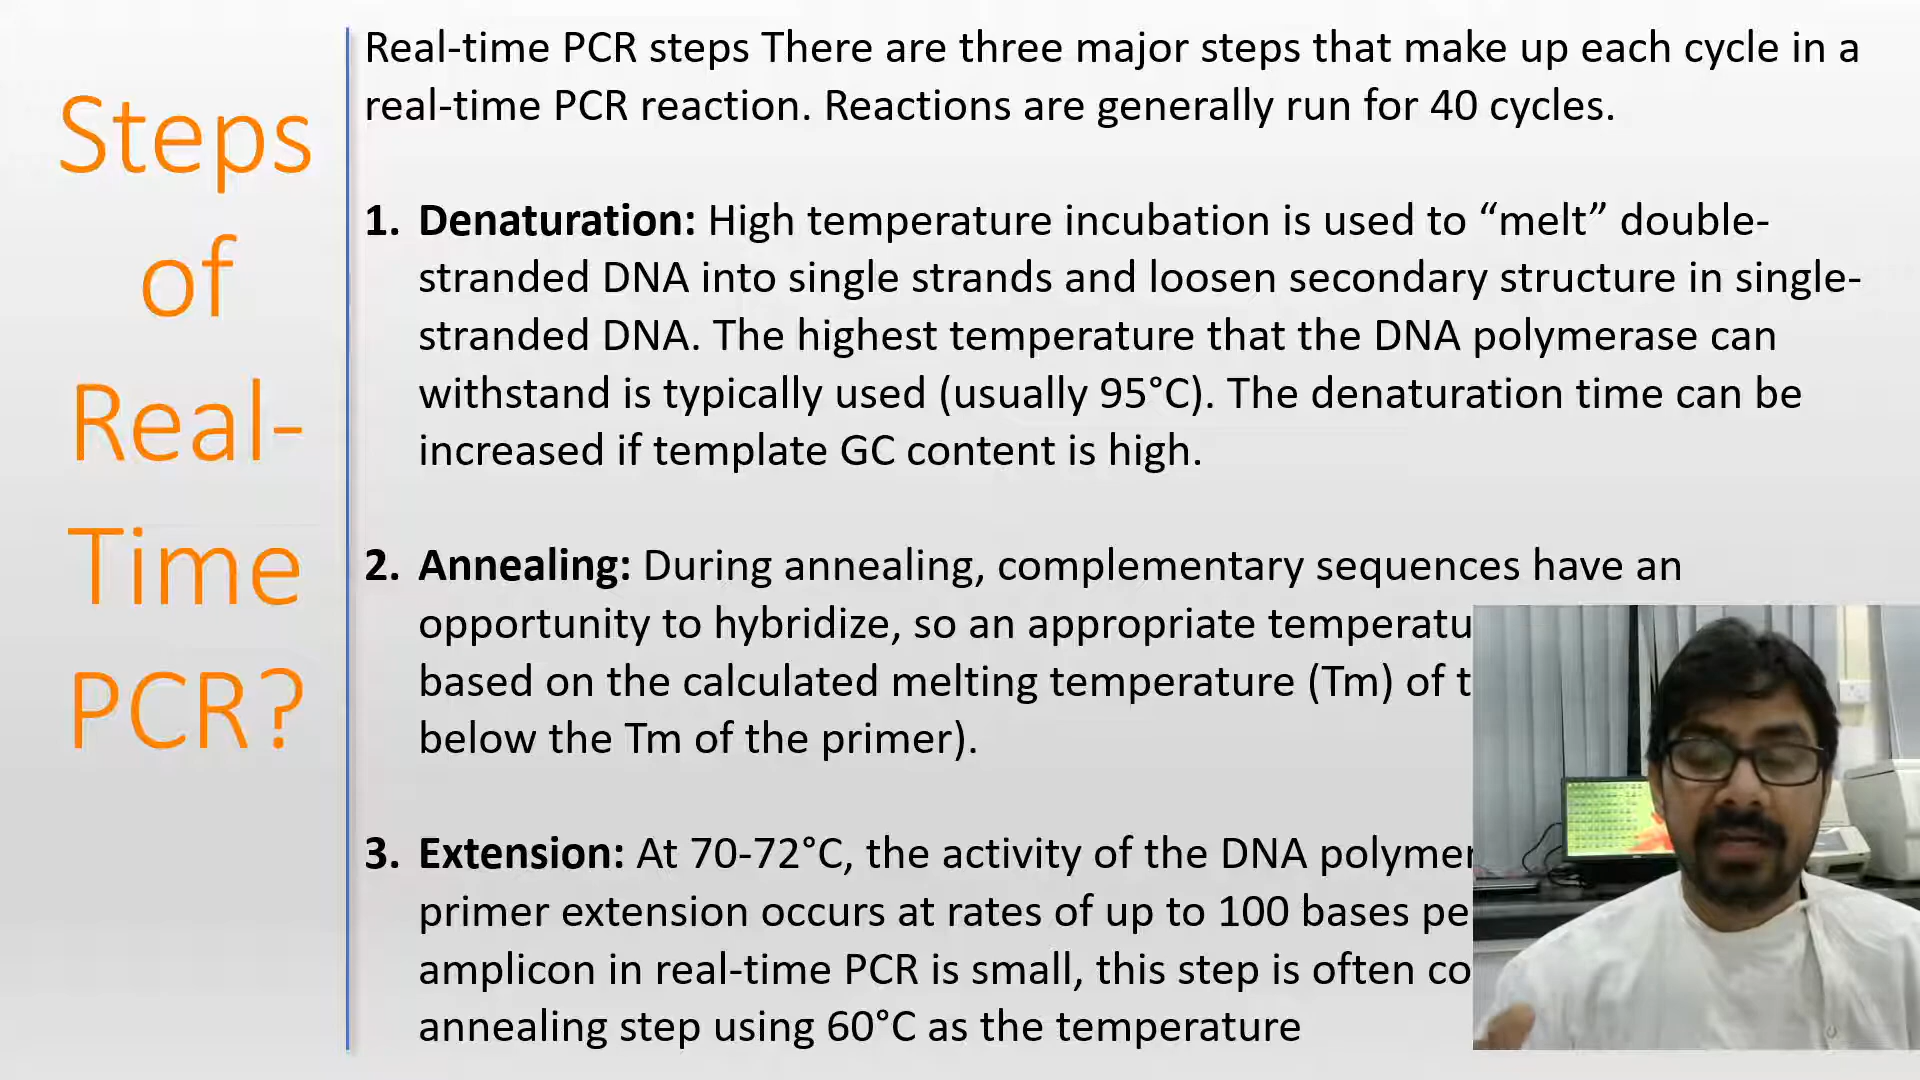 Steps
of
Real-
Time
PCR?
Real-time PCR steps There are three major steps that make up each cycle in a
real-time PCR reaction. Reactions are generally run for 40 cycles.
1. Denaturation: High temperature incubation is used to “melt” double-
stranded DNA into single strands and loosen secondary structure in single-
stranded DNA. The highest temperature that the DNA polymerase can
withstand is typically used (usually 95°C). The denaturation time can be
increased if template GC content is high.
2. Annealing: During annealing, complementary sequences have an
opportunity to hybridize, so an appropriate
based on the calculated melting temperature (Tm) of
below the Tm of the primer).
3. Extension: At 70-72°C, the activity of the DNA
primer extension occurs at rates of up to 100 bases
amplicon in real-time PCR is small, this step is often
annealing step using 60°C as the temperature